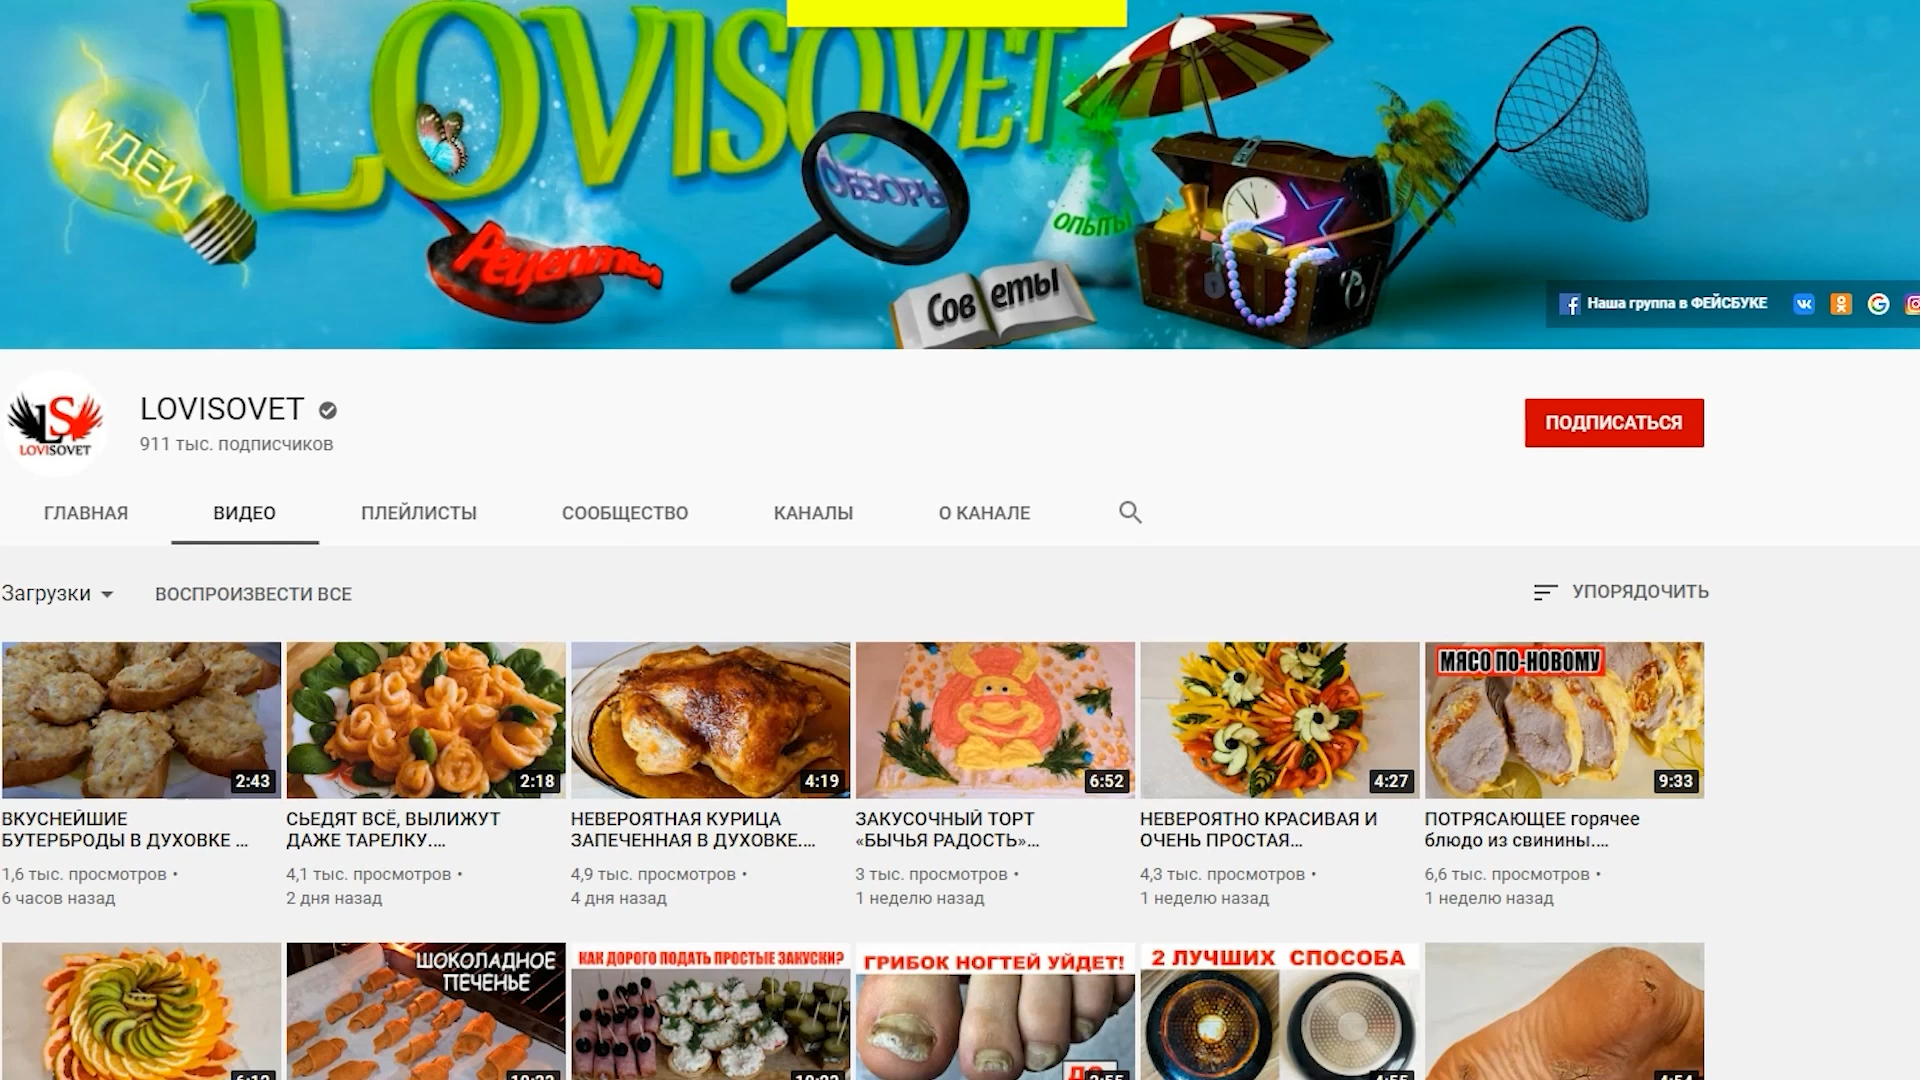 LOVISOVET
ИДЕИ
ОБЗОРЫ
ОПЫТЫ
Рецепты
Советы
Наша группа в ФЕЙСБУКЕ
LS
LOVISOVET
LOVISOVET
911 тыс. подписчиков
ПОДПИСАТЬСЯ
ГЛАВНАЯ ВИДЕО ПЛЕЙЛИСТЫ СООБЩЕСТВО КАНАЛЫ О КАНАЛЕ
Загрузки ВОСПРОИЗВЕСТИ ВСЕ УПОРЯДОЧИТЬ
МЯСО ПО-НОВОМУ
2:43 2:18 4:19 6:52 4:27 9:33
ВКУСНЕЙШИЕ
БУТЕРБРОДЫ В ДУХОВКЕ ...
1,6 тыс. просмотров •
6 часов назад
СЬЕДЯТ ВСЁ, ВЫЛИЖУТ
ДАЖЕ ТАРЕЛКУ....
4,1 тыс. просмотров •
2 дня назад
НЕВЕРОЯТНАЯ КУРИЦА
ЗАПЕЧЕННАЯ В ДУХОВКЕ....
4,9 тыс. просмотров •
4 дня назад
ЗАКУСОЧНЫЙ ТОРТ
«БЫЧЬЯ РАДОСТЬ»...
3 тыс. просмотров •
1 неделю назад
НЕВЕРОЯТНО КРАСИВАЯ И
ОЧЕНЬ ПРОСТАЯ...
4,3 тыс. просмотров •
1 неделю назад
ПОТРЯСАЮЩЕЕ горячее
блюдо из свинины....
6,6 тыс. просмотров •
1 неделю назад
ШОКОЛАДНОЕ
ПЕЧЕНЬЕ
КАК ДОРОГО ПОДАТЬ ПРОСТЫЕ ЗАКУСКИ?
ГРИБОК НОГТЕЙ УЙДЕТ!
ДО
2 ЛУЧШИХ СПОСОБА